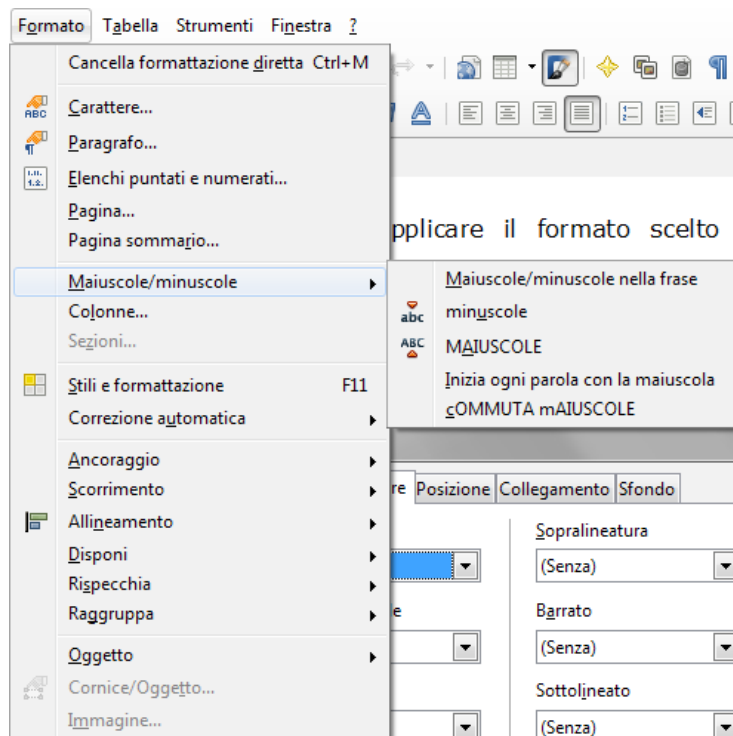 Formato Tabella Strumenti Finestra ?
Cancella formattazione diretta Ctrl+M
Carattere...
Paragrafo...
Elenchi puntati e numerati...
Pagina...
Pagina sommario...
Maiuscole/minuscole
Colonne...
Sezioni...
Stili e formattazione F11
Correzione automatica
Ancoraggio
Scorrimento
Allineamento
Disponi
Rispecchia
Raggruppa
Oggetto
Cornice/Oggetto...
Immagine...
pplicare il formato scelto
Maiuscole/minuscole nella frase
abc minuscole
ABC MAIUSCOLE
Inizia ogni parola con la maiuscola
cOMMUTA mAIUSCOLE
re Posizione Collegamento Sfondo
Sopralineatura
(Senza)
e Barrato
(Senza)
Sottolineato
(Senza)